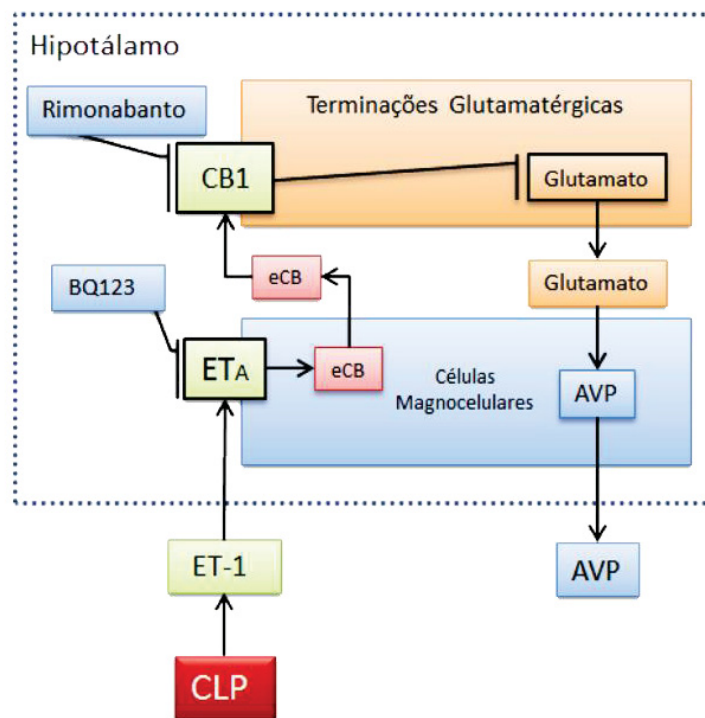 Hipotálamo
Rimonabanto
Terminações Glutamatérgicas
CB1
Glutamato
eCB
Glutamato
BQ123
ETA
eCB
Células
Magnocelulares
AVP
ET-1
AVP
CLP